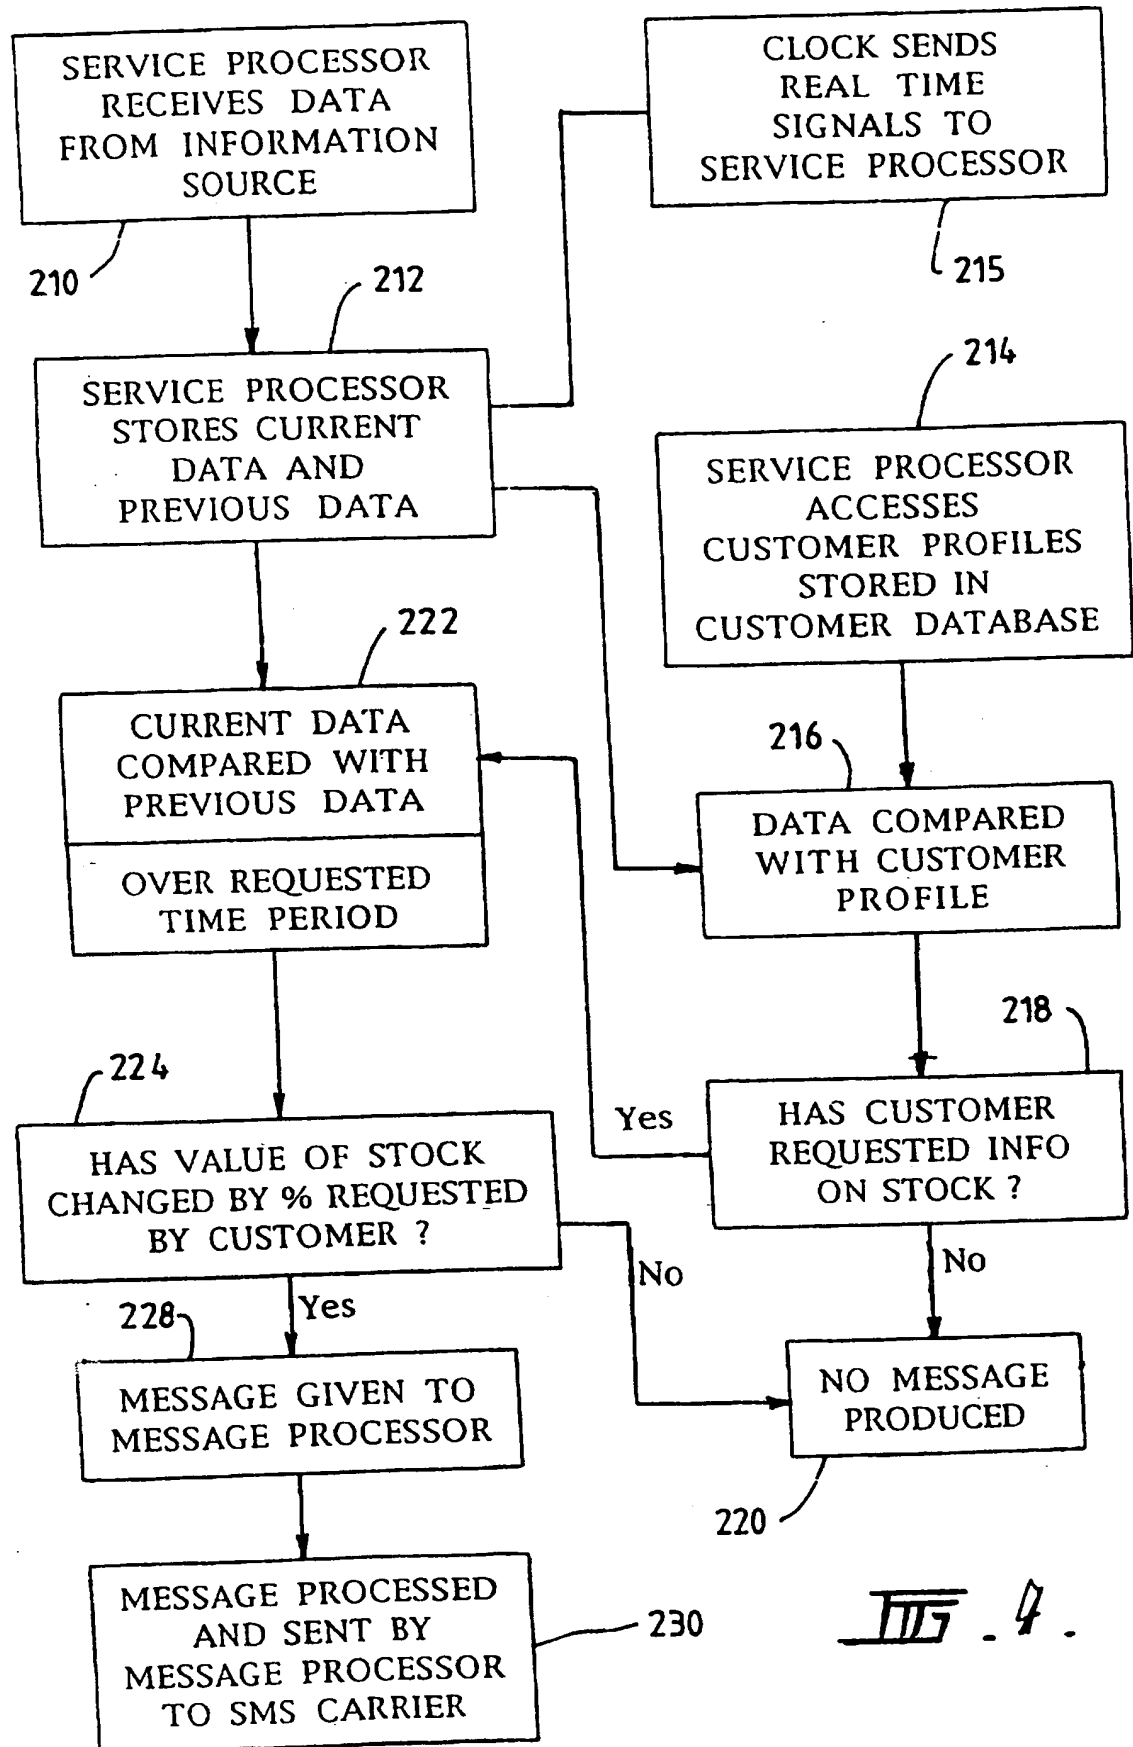 SERVICE PROCESSOR
RECEIVES DATA
FROM INFORMATION
SOURCE
210
CLOCK SENDS
REAL TIME
SIGNALS TO
SERVICE PROCESSOR
215
212
SERVICE PROCESSOR
STORES CURRENT
DATA AND
PREVIOUS DATA
214
SERVICE PROCESSOR
ACCESSES
CUSTOMER PROFILES
STORED IN
CUSTOMER DATABASE
222
CURRENT DATA
COMPARED WITH
PREVIOUS DATA
OVER REQUESTED
TIME PERIOD
216
DATA COMPARED
WITH CUSTOMER
PROFILE
218
HAS CUSTOMER
REQUESTED INFO
ON STOCK ?
Yes
No
224
HAS VALUE OF STOCK
CHANGED BY % REQUESTED
BY CUSTOMER ?
No
Yes
228
MESSAGE GIVEN TO
MESSAGE PROCESSOR
NO MESSAGE
PRODUCED
220
MESSAGE PROCESSED
AND SENT BY
MESSAGE PROCESSOR
TO SMS CARRIER
230
FIG. 4.